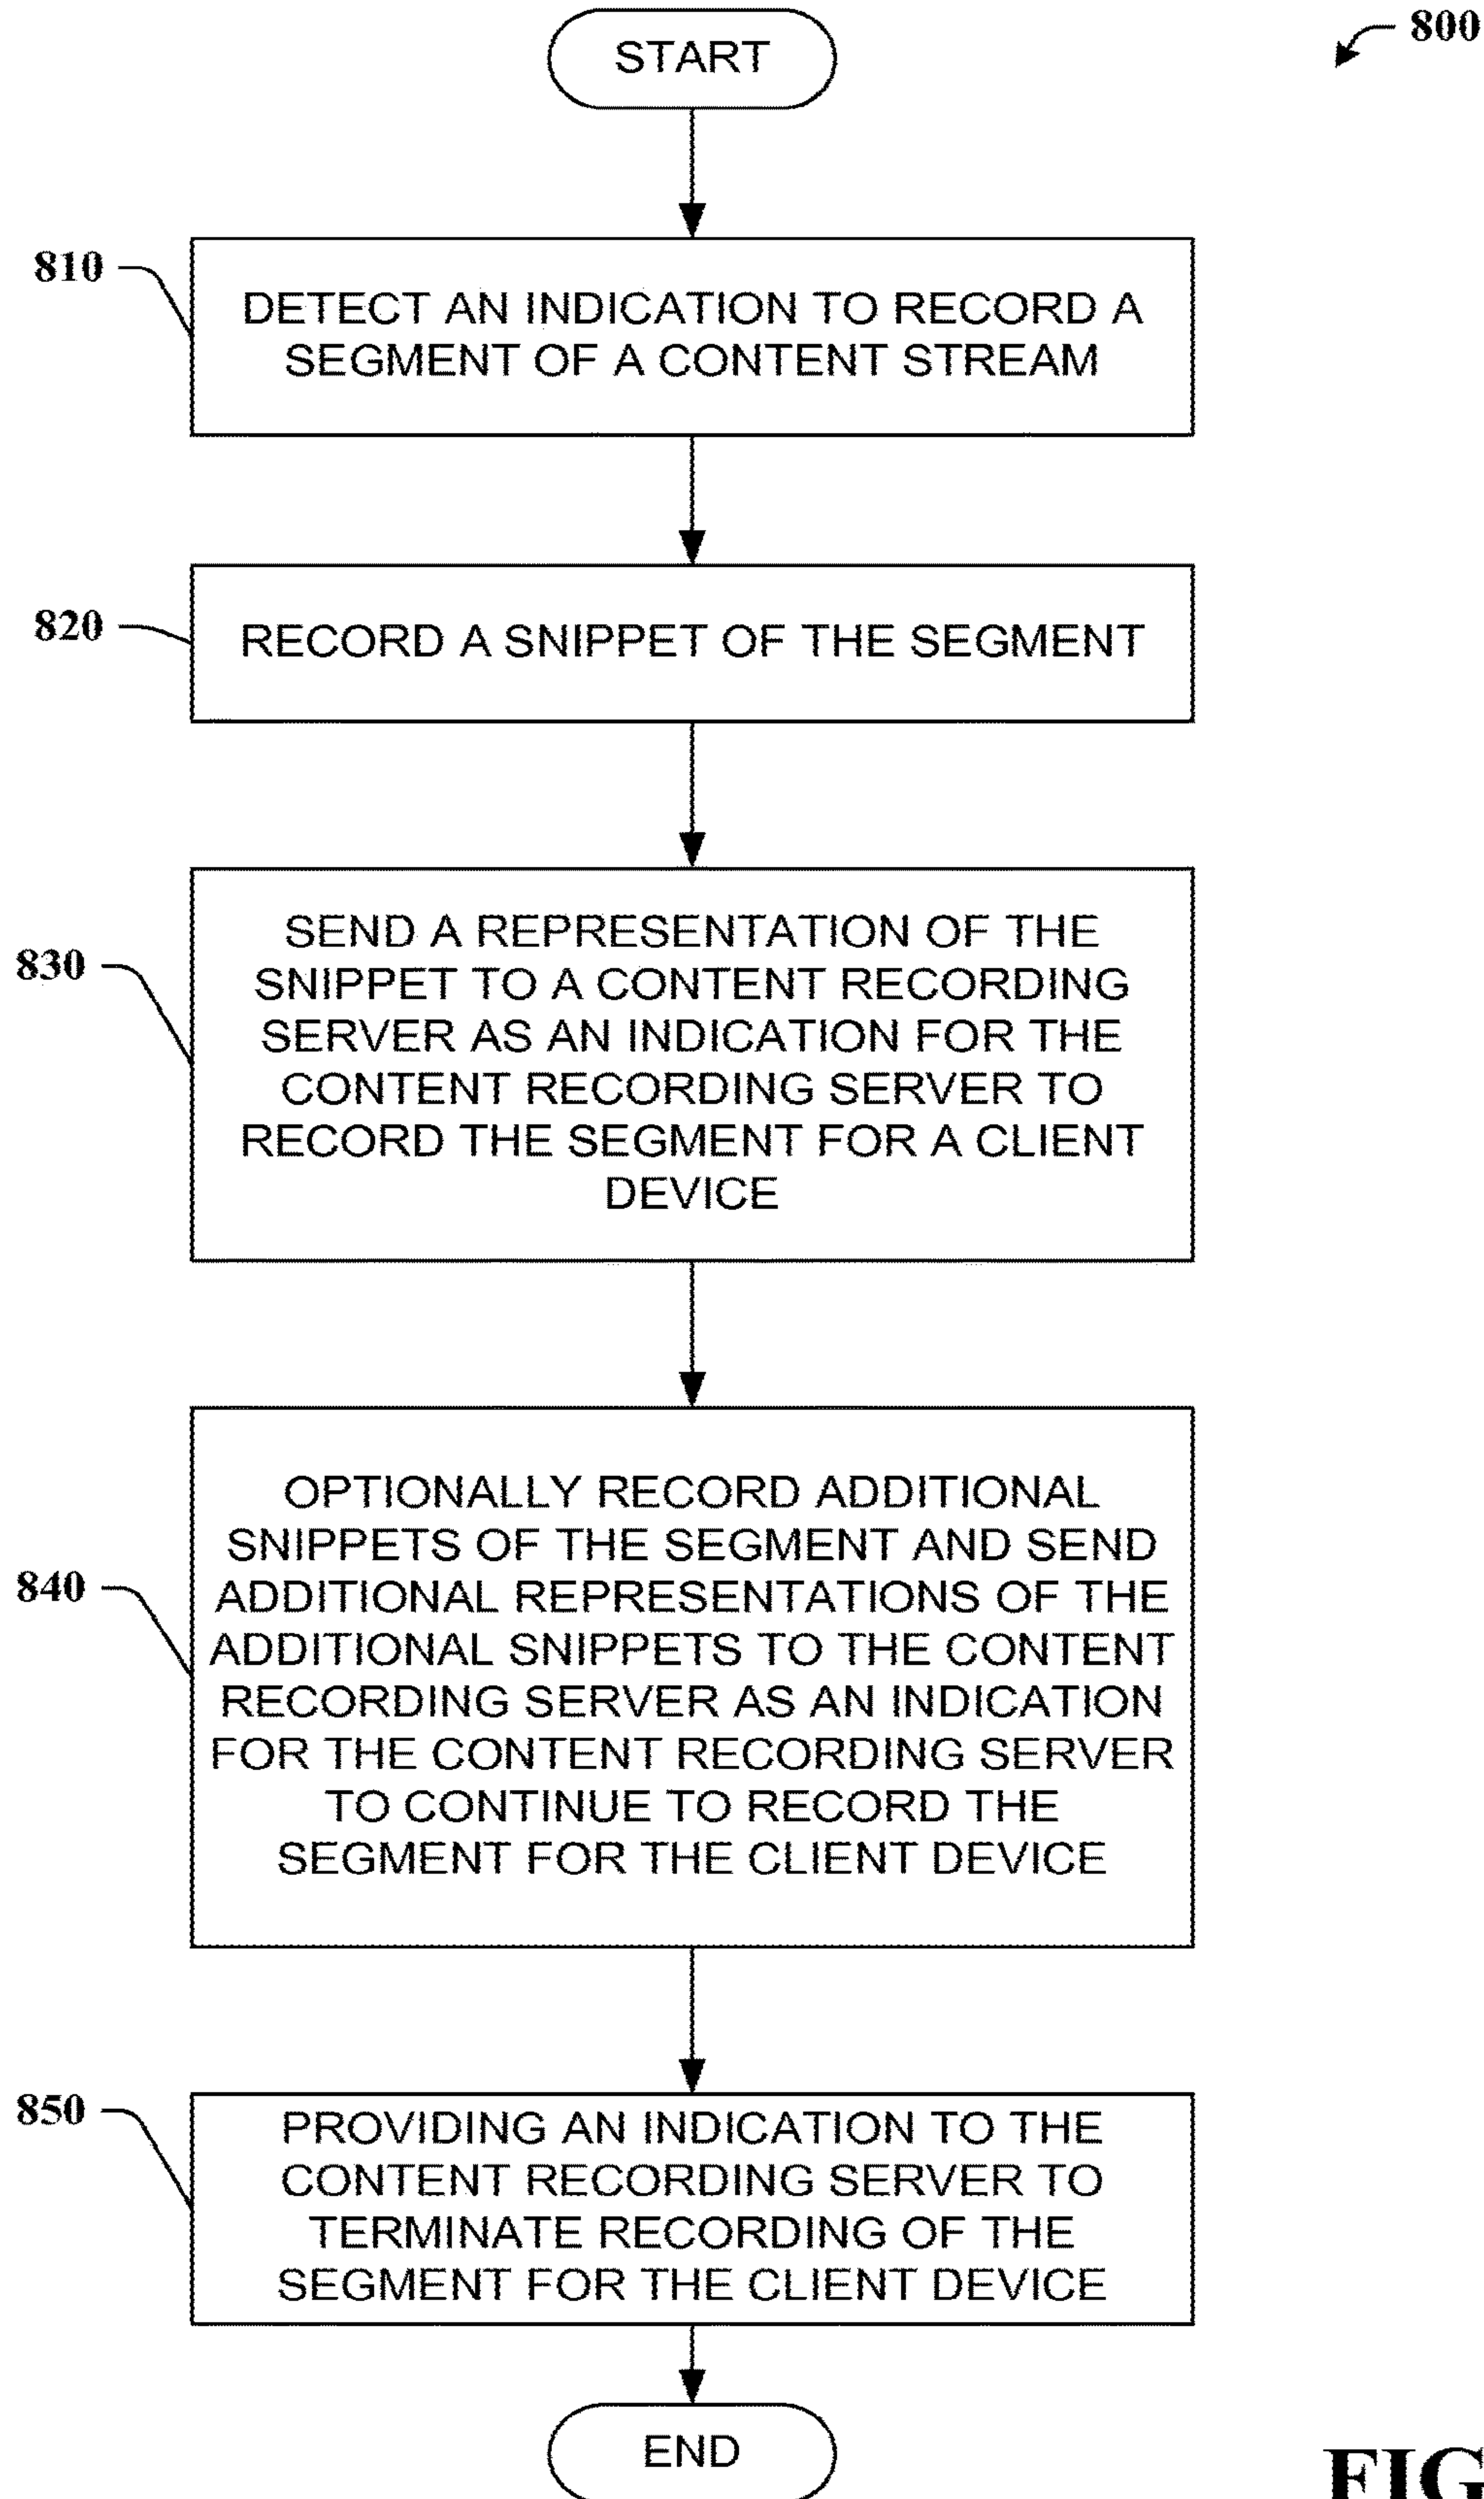 START
800
810
DETECT AN INDICATION TO RECORD A
SEGMENT OF A CONTENT STREAM
820
RECORD A SNIPPET OF THE SEGMENT
830
SEND A REPRESENTATION OF THE
SNIPPET TO A CONTENT RECORDING
SERVER AS AN INDICATION FOR THE
CONTENT RECORDING SERVER TO
RECORD THE SEGMENT FOR A CLIENT
DEVICE
840
OPTIONALLY RECORD ADDITIONAL
SNIPPETS OF THE SEGMENT AND SEND
ADDITIONAL REPRESENTATIONS OF THE
ADDITIONAL SNIPPETS TO THE CONTENT
RECORDING SERVER AS AN INDICATION
FOR THE CONTENT RECORDING SERVER
TO CONTINUE TO RECORD THE
SEGMENT FOR THE CLIENT DEVICE
850
PROVIDING AN INDICATION TO THE
CONTENT RECORDING SERVER TO
TERMINATE RECORDING OF THE
SEGMENT FOR THE CLIENT DEVICE
END
FIG